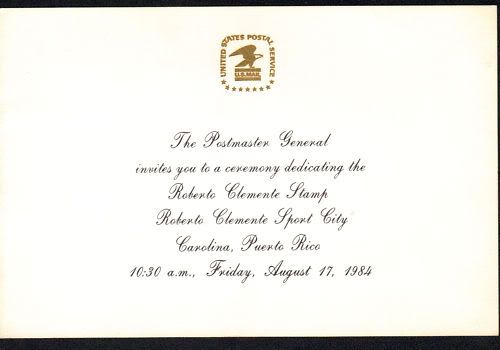 UNITED STATES POSTAL SERVICE
U.S.MAIL
The Postmaster General
invites you to a ceremony dedicating the
Roberto Clemente Stamp
Roberto Clemente Sport City
Carolina, Puerto Rico
10:30 a.m., Friday, August 17, 1984